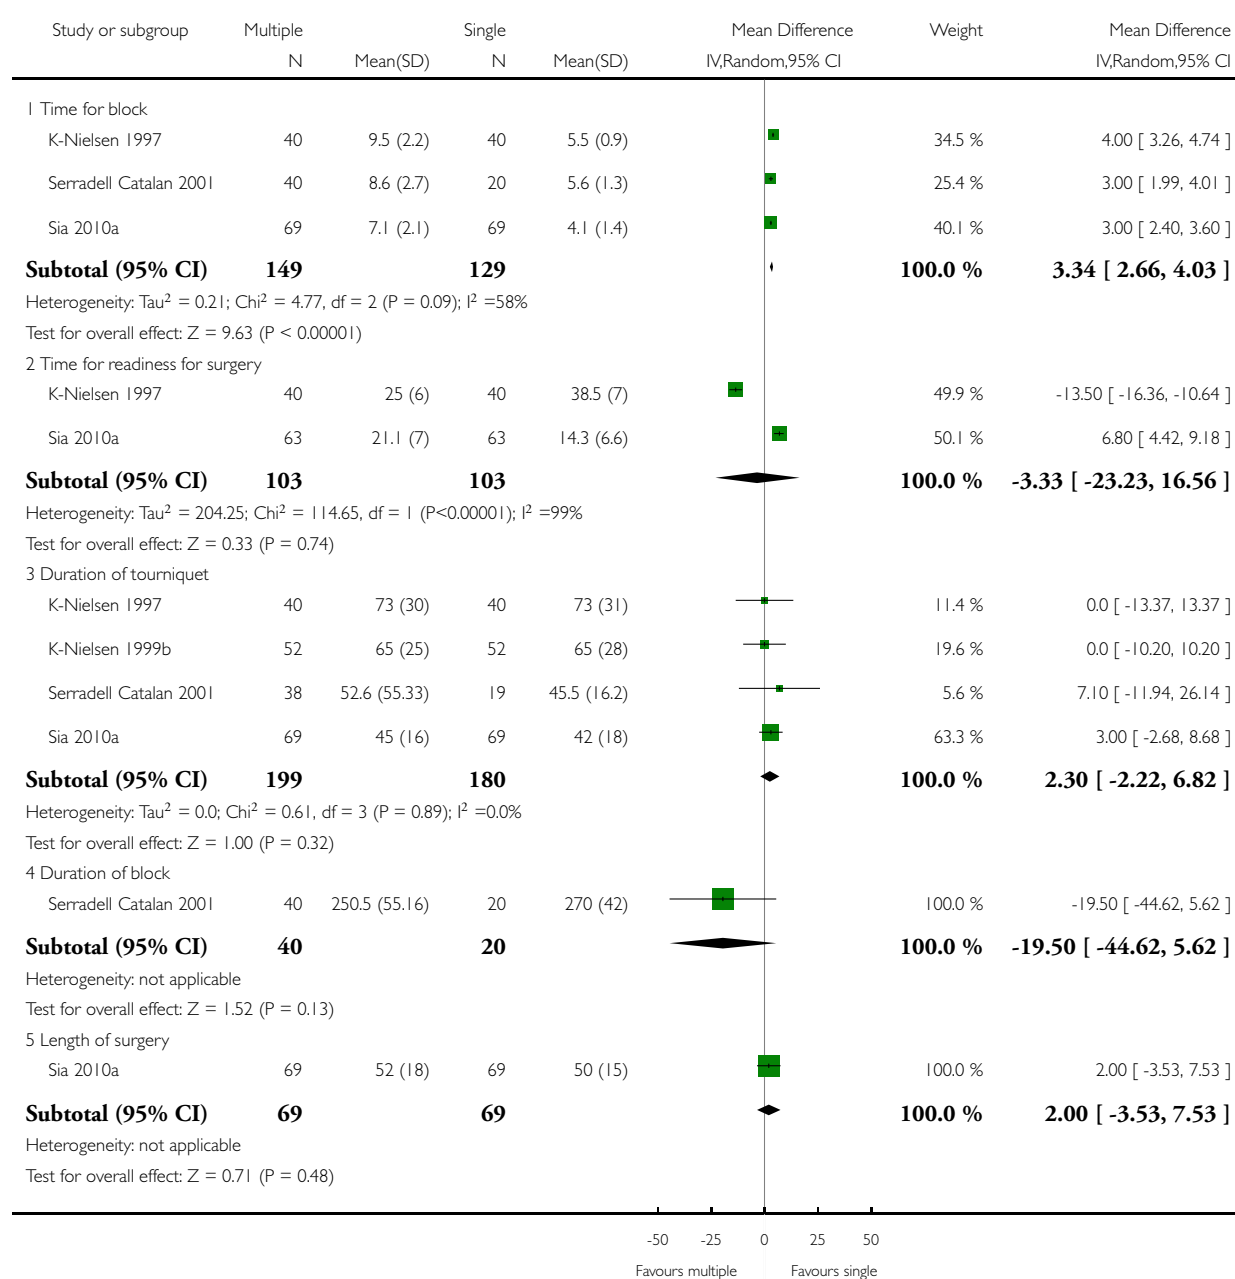 Study or subgroup Multiple Single Mean Difference Weight Mean Difference
N Mean(SD) N Mean(SD) IV,Random,95% CI IV,Random,95% CI
1 Time for block
K-Nielsen 1997 40 9.5 (2.2) 40 5.5 (0.9) 34.5 % 4.00 [ 3.26, 4.74 ]
Serradell Catalan 2001 40 8.6 (2.7) 20 5.6 (1.3) 25.4 % 3.00 [ 1.99, 4.01 ]
Sia 2010a 69 7.1 (2.1) 69 4.1 (1.4) 40.1 % 3.00 [ 2.40, 3.60 ]
Subtotal (95% CI) 149 129 100.0 % 3.34 [ 2.66, 4.03 ]
Heterogeneity: Tau² = 0.21; Chi² = 4.77, df = 2 (P = 0.09); I² =58%
Test for overall effect: Z = 9.63 (P < 0.00001)
2 Time for readiness for surgery
K-Nielsen 1997 40 25 (6) 40 38.5 (7) 49.9 % -13.50 [ -16.36, -10.64 ]
Sia 2010a 63 21.1 (7) 63 14.3 (6.6) 50.1 % 6.80 [ 4.42, 9.18 ]
Subtotal (95% CI) 103 103 100.0 % -3.33 [ -23.23, 16.56 ]
Heterogeneity: Tau² = 204.25; Chi² = 114.65, df = 1 (P<0.00001); I² =99%
Test for overall effect: Z = 0.33 (P = 0.74)
3 Duration of tourniquet
K-Nielsen 1997 40 73 (30) 40 73 (31) 11.4 % 0.0 [ -13.37, 13.37 ]
K-Nielsen 1999b 52 65 (25) 52 65 (28) 19.6 % 0.0 [ -10.20, 10.20 ]
Serradell Catalan 2001 38 52.6 (55.33) 19 45.5 (16.2) 5.6 % 7.10 [ -11.94, 26.14 ]
Sia 2010a 69 45 (16) 69 42 (18) 63.3 % 3.00 [ -2.68, 8.68 ]
Subtotal (95% CI) 199 180 100.0 % 2.30 [ -2.22, 6.82 ]
Heterogeneity: Tau² = 0.0; Chi² = 0.61, df = 3 (P = 0.89); I² =0.0%
Test for overall effect: Z = 1.00 (P = 0.32)
4 Duration of block
Serradell Catalan 2001 40 250.5 (55.16) 20 270 (42) 100.0 % -19.50 [ -44.62, 5.62 ]
Subtotal (95% CI) 40 20 100.0 % -19.50 [ -44.62, 5.62 ]
Heterogeneity: not applicable
Test for overall effect: Z = 1.52 (P = 0.13)
5 Length of surgery
Sia 2010a 69 52 (18) 69 50 (15) 100.0 % 2.00 [ -3.53, 7.53 ]
Subtotal (95% CI) 69 69 100.0 % 2.00 [ -3.53, 7.53 ]
Heterogeneity: not applicable
Test for overall effect: Z = 0.71 (P = 0.48)
-50 -25 0 25 50
Favours multiple Favours single